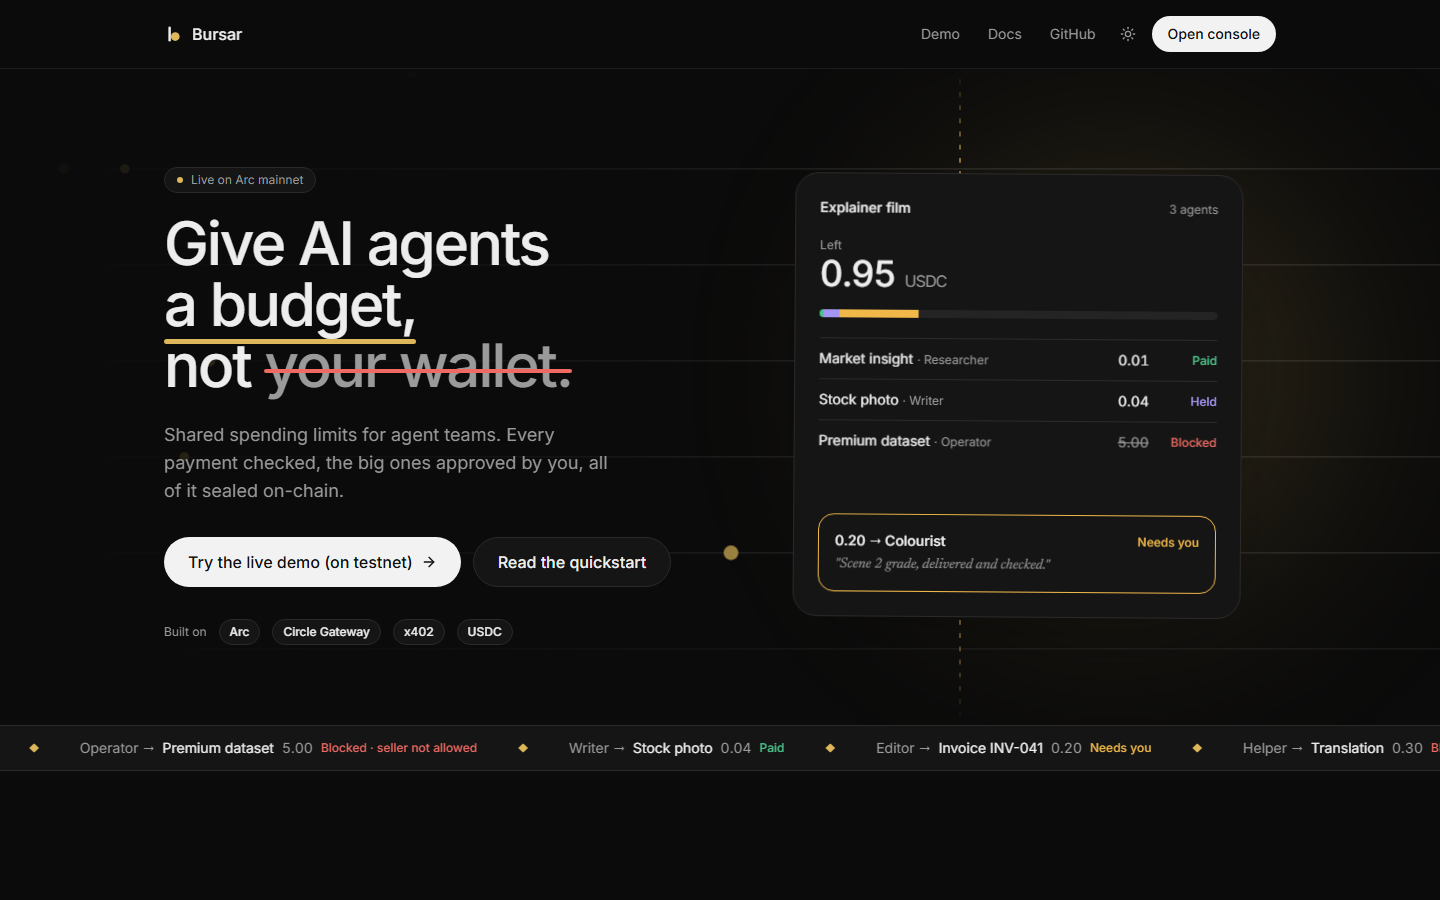 Bursar
Demo
Docs
GitHub
Open console
Live on Arc mainnet
Give AI agents
a budget,
not your wallet.
Shared spending limits for agent teams. Every
payment checked, the big ones approved by you, all
of it sealed on-chain.
Try the live demo (on testnet) →
Read the quickstart
Built on
Arc
Circle Gateway
x402
USDC
Explainer film
3 agents
Left
0.95 USDC
Market insight · Researcher 0.01 Paid
Stock photo · Writer 0.04 Held
Premium dataset · Operator 5.00 Blocked
0.20 → Colourist Needs you
"Scene 2 grade, delivered and checked."
Operator → Premium dataset 5.00 Blocked · seller not allowed
Writer → Stock photo 0.04 Paid
Editor → Invoice INV-041 0.20 Needs you
Helper → Translation 0.30